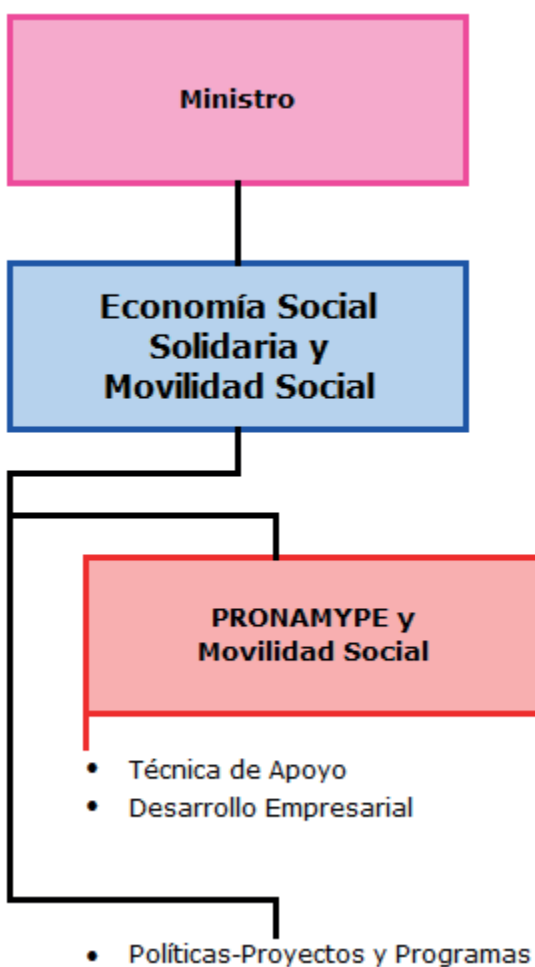 Ministro
Economía Social
Solidaria y
Movilidad Social
PRONAMYPE y
Movilidad Social
• Técnica de Apoyo
• Desarrollo Empresarial
• Políticas-Proyectos y Programas